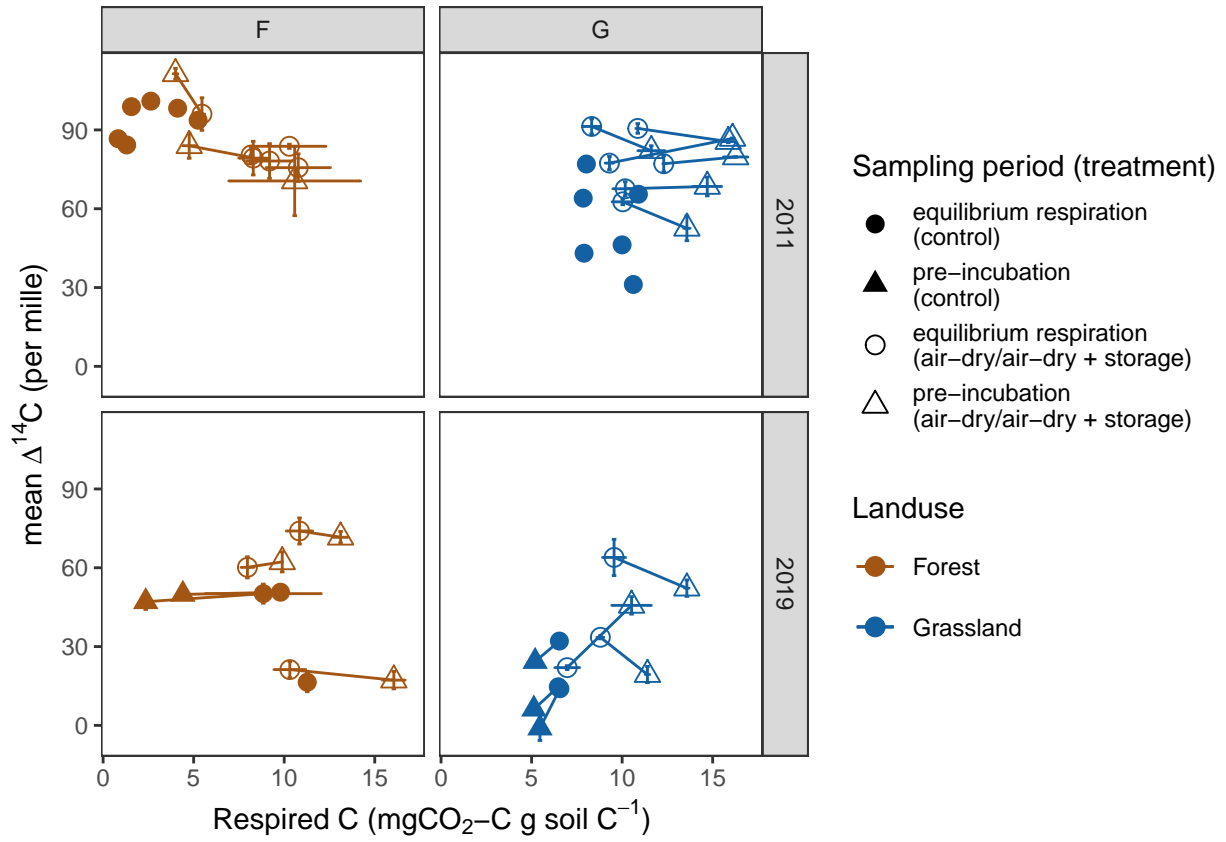 F
G
90
60
30
0
2011
90
60
30
0
2019
0
5
10
15
0
5
10
15
mean Δ¹⁴C (per mille)
Respired C (mgCO₂−C g soil C⁻¹)
Sampling period (treatment)
equilibrium respiration
(control)
pre−incubation
(control)
equilibrium respiration
(air−dry/air−dry + storage)
pre−incubation
(air−dry/air−dry + storage)
Landuse
Forest
Grassland